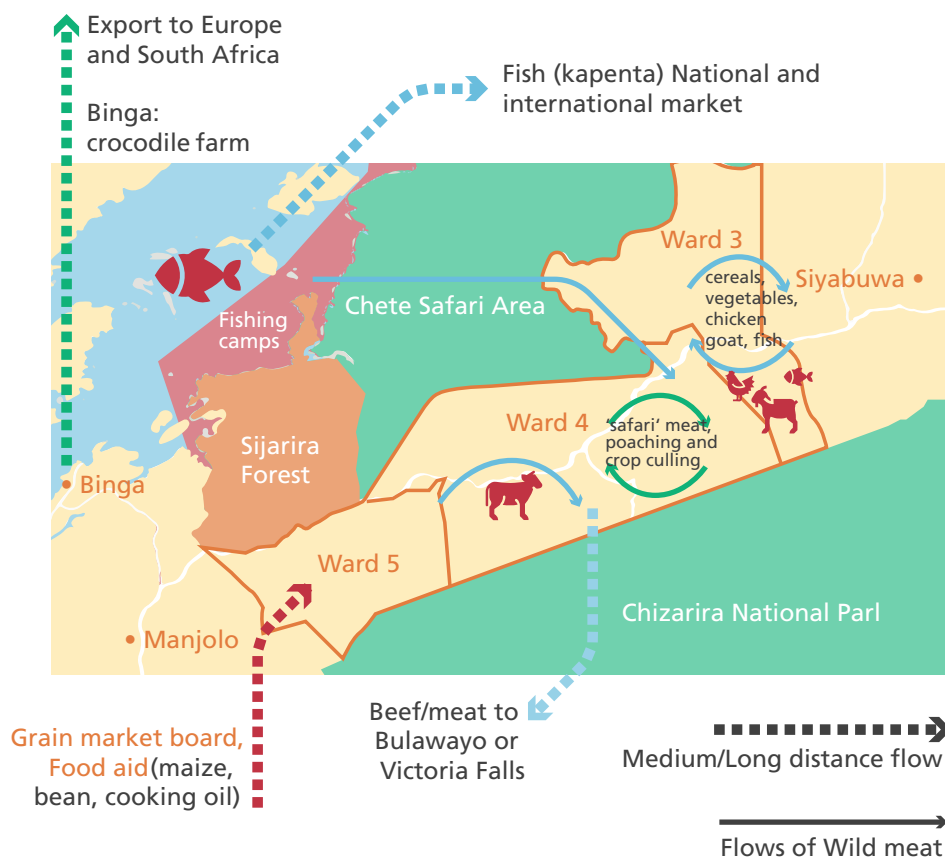 Export to Europe
and South Africa
Binga:
crocodile farm
Fish (kapenta) National and
international market
Ward 3
cereals,
vegetables,
chicken
goat, fish
Siyabuwa
Chete Safari Area
Fishing
camps
Ward 4
'safari' meat,
poaching and
crop culling
Sijarira
Forest
Binga
Ward 5
Chizarira National Parl
Manjolo
Grain market board,
Food aid(maize,
bean, cooking oil)
Beef/meat to
Bulawayo or
Victoria Falls
Medium/Long distance flow
Flows of Wild meat